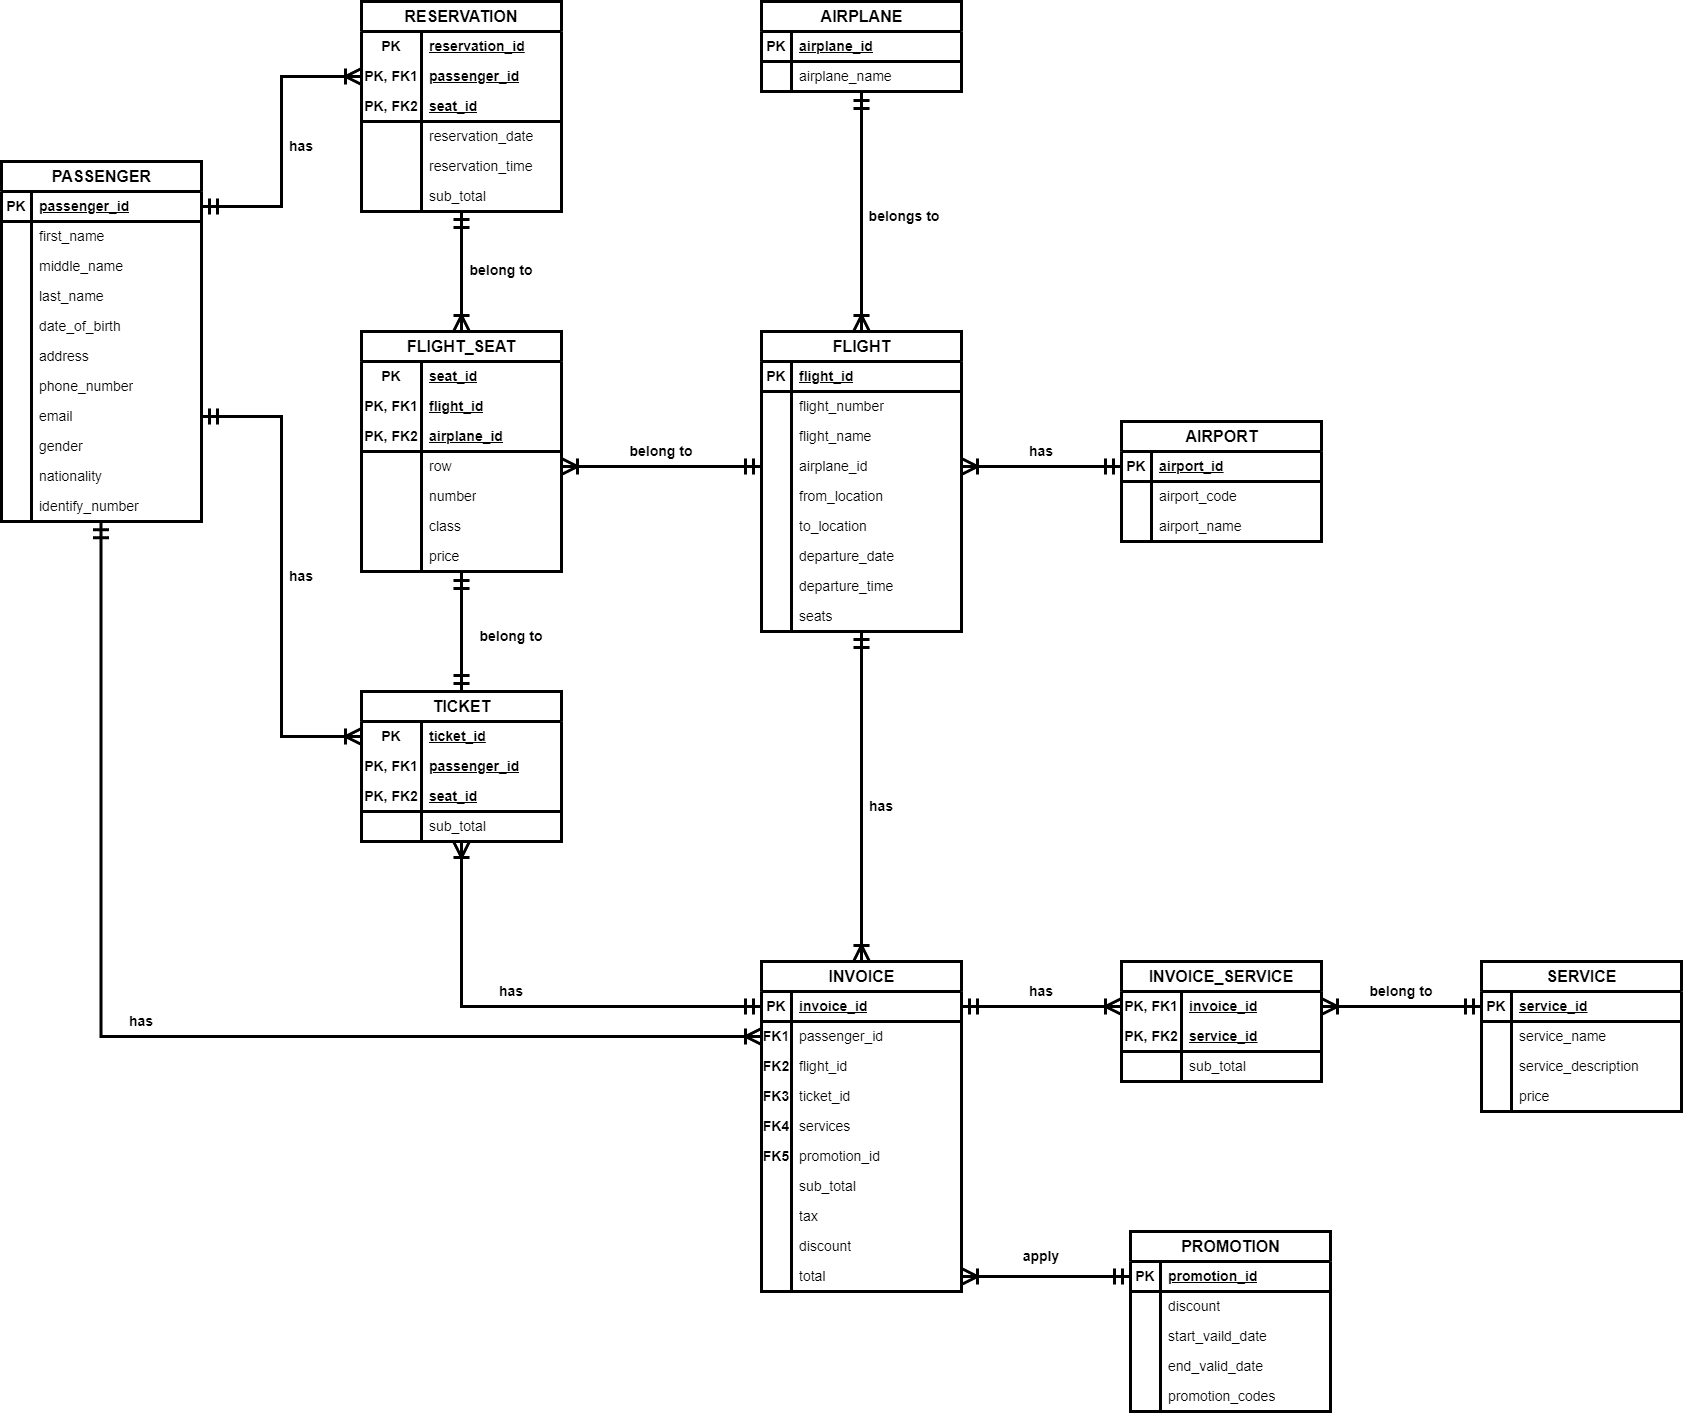 RESERVATION
PK reservation_id
PK, FK1 passenger_id
PK, FK2 seat_id
reservation_date
reservation_time
sub_total
AIRPLANE
PK airplane_id
airplane_name
has
belongs to
PASSENGER
PK passenger_id
first_name
middle_name
last_name
date_of_birth
address
phone_number
email
gender
nationality
identify_number
belong to
FLIGHT_SEAT
PK seat_id
PK, FK1 flight_id
PK, FK2 airplane_id
row
number
class
price
belong to
FLIGHT
PK flight_id
flight_number
flight_name
airplane_id
from_location
to_location
departure_date
departure_time
seats
has
AIRPORT
PK airport_id
airport_code
airport_name
has
belong to
TICKET
PK ticket_id
PK, FK1 passenger_id
PK, FK2 seat_id
sub_total
has
has
has
INVOICE
PK invoice_id
FK1 passenger_id
FK2 flight_id
FK3 ticket_id
FK4 services
FK5 promotion_id
sub_total
tax
discount
total
has
INVOICE_SERVICE
PK, FK1 invoice_id
PK, FK2 service_id
sub_total
belong to
SERVICE
PK service_id
service_name
service_description
price
apply
PROMOTION
PK promotion_id
discount
start_vaild_date
end_valid_date
promotion_codes